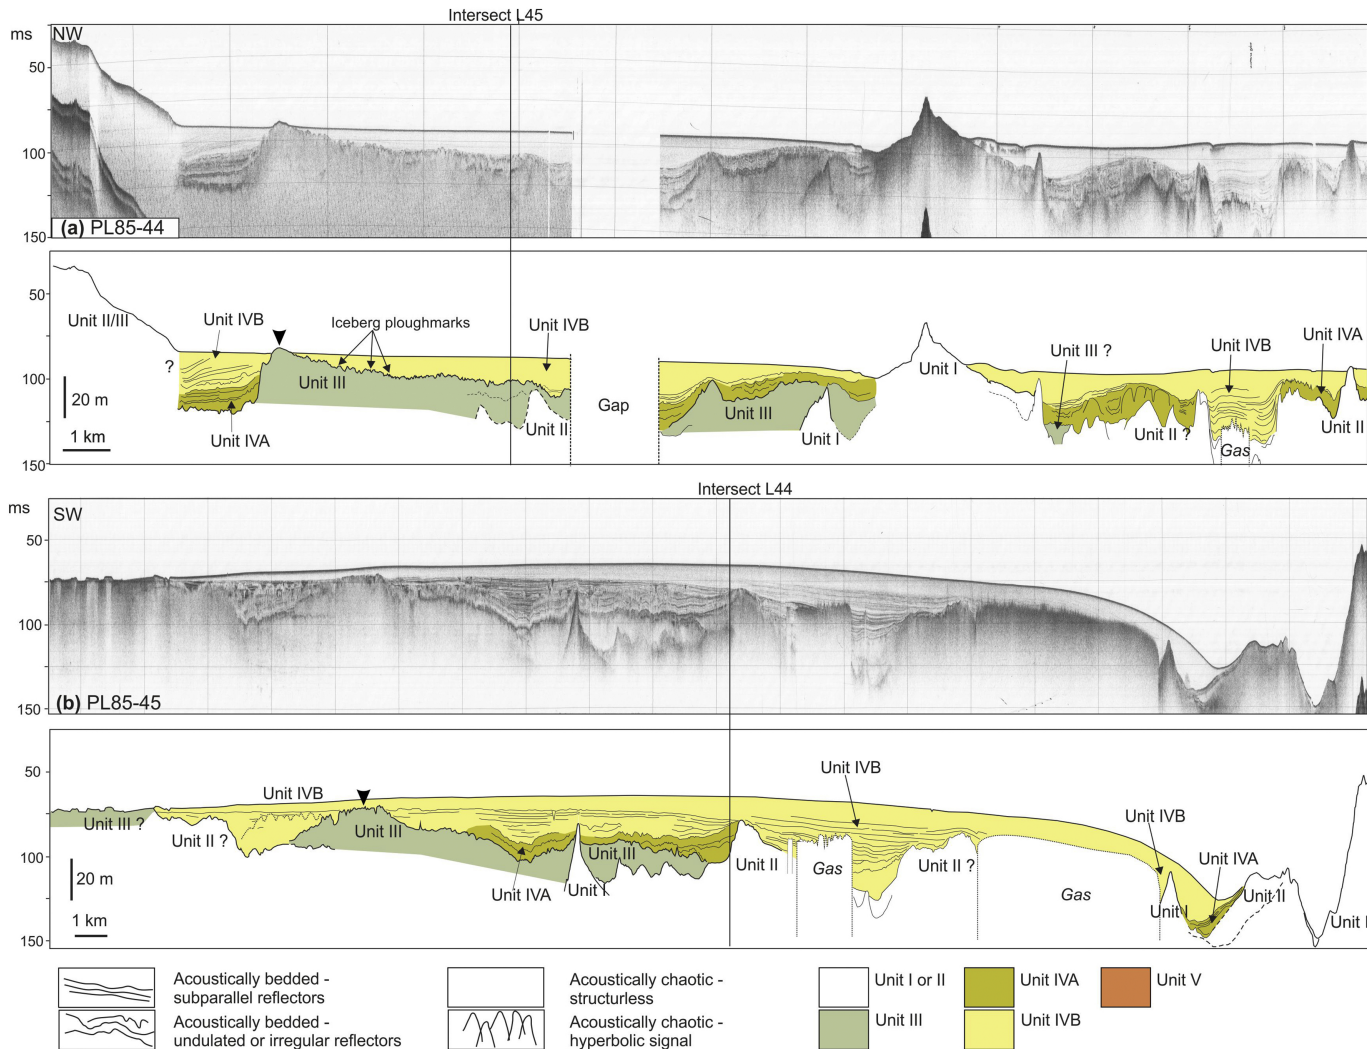 Intersect L45
ms
NW
50
100
150
(a) PL85-44
50
100
150
Unit II/III
Unit IVB
?
Iceberg ploughmarks
Unit III
Unit IVA
20 m
1 km
Unit IVB
Unit II
Gap
Unit III
Unit I
Unit I
Unit III ?
Unit IVB
Unit IVA
Unit II ?
Gas
Unit II
Intersect L44
ms
SW
50
100
150
(b) PL85-45
50
100
150
Unit III ?
Unit II ?
Unit IVB
Unit III
Unit IVA
Unit I
Unit III
Unit II
Gas
Unit IVB
Unit II ?
Gas
Unit IVB
Unit IVA
Unit I
Unit II
Unit I
20 m
1 km
Acoustically bedded -
subparallel reflectors
Acoustically bedded -
undulated or irregular reflectors
Acoustically chaotic -
structurless
Acoustically chaotic -
hyperbolic signal
Unit I or II
Unit III
Unit IVA
Unit IVB
Unit V